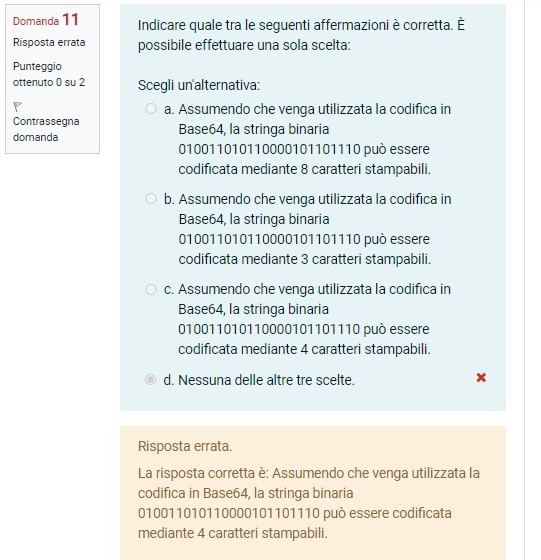 Domanda 11
Risposta errata
Punteggio
ottenuto 0 su 2
Contrassegna
domanda
Indicare quale tra le seguenti affermazioni è corretta. È
possibile effettuare una sola scelta:
Scegli un'alternativa:
a. Assumendo che venga utilizzata la codifica in
Base64, la stringa binaria
010011010110000101101110 può essere
codificata mediante 8 caratteri stampabili.
b. Assumendo che venga utilizzata la codifica in
Base64, la stringa binaria
010011010110000101101110 può essere
codificata mediante 3 caratteri stampabili.
c. Assumendo che venga utilizzata la codifica in
Base64, la stringa binaria
010011010110000101101110 può essere
codificata mediante 4 caratteri stampabili.
d. Nessuna delle altre tre scelte.
Risposta errata.
La risposta corretta è: Assumendo che venga utilizzata la
codifica in Base64, la stringa binaria
010011010110000101101110 può essere codificata
mediante 4 caratteri stampabili.